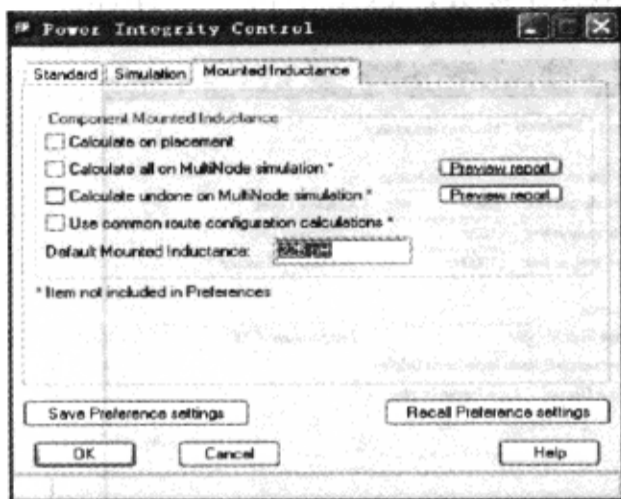 Power Integrity Control
Standard Simulation Mounted Inductance
Component Mounted Inductance
Calculate on placement
Calculate all on MultiNode simulation * Preview report
Calculate undone on MultiNode simulation * Preview report
Use common route configuration calculations *
Default Mounted Inductance:
* Item not included in Preferences
Save Preference settings Recall Preference settings
OK Cancel Help